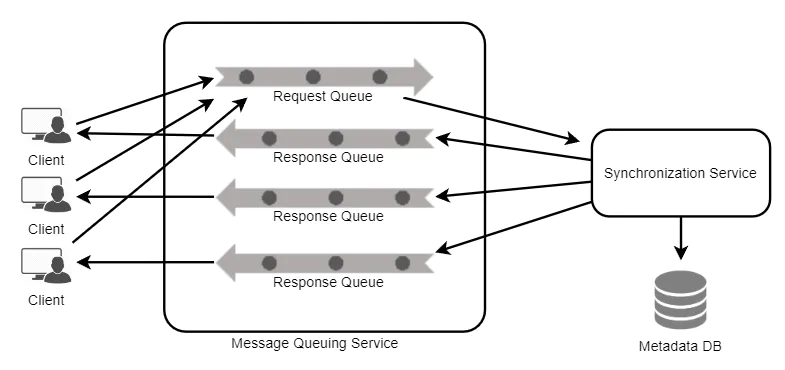 Request Queue
Client
Response Queue
Synchronization Service
Client
Response Queue
Client
Response Queue
Message Queuing Service
Metadata DB